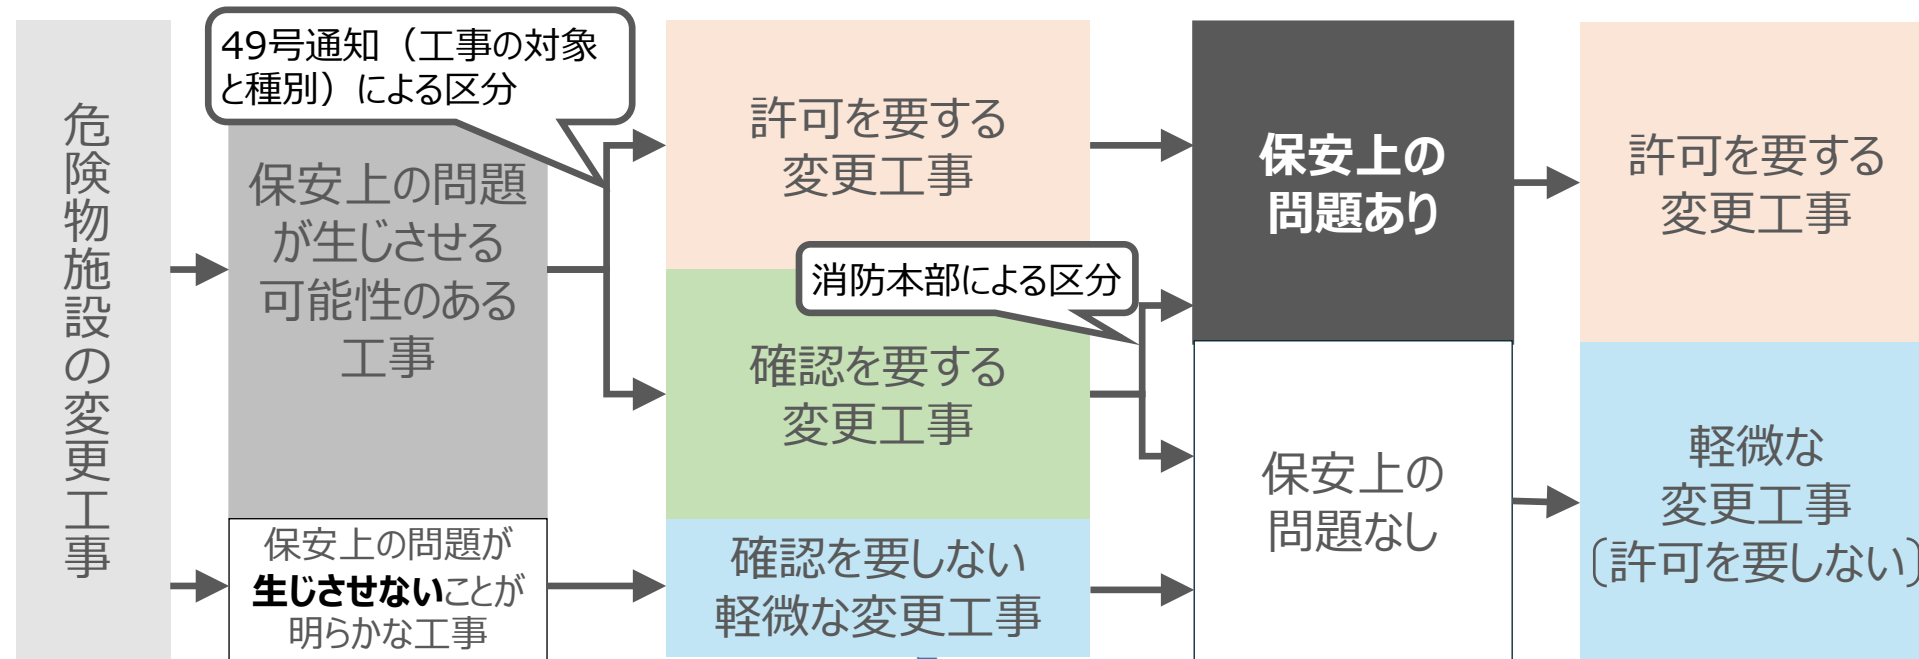 危険物施設の変更工事
49号通知（工事の対象
と種別）による区分
保安上の問題
が生じさせる
可能性のある
工事
保安上の問題が
生じさせないことが
明らかな工事
許可を要する
変更工事
消防本部による区分
確認を要する
変更工事
確認を要しない
軽微な変更工事
保安上の
問題あり
保安上の
問題なし
許可を要する
変更工事
軽微な
変更工事
〔許可を要しない〕